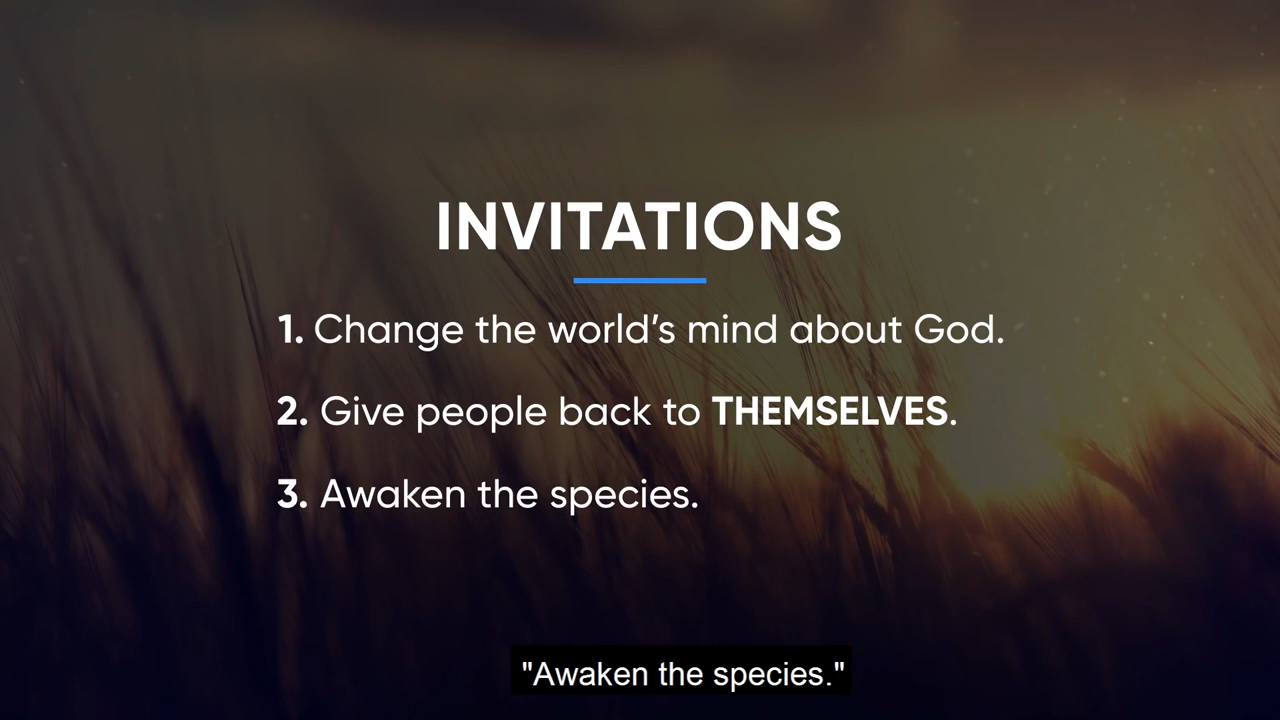 INVITATIONS
1. Change the world’s mind about God.
2. Give people back to THEMSELVES.
3. Awaken the species.
"Awaken the species."